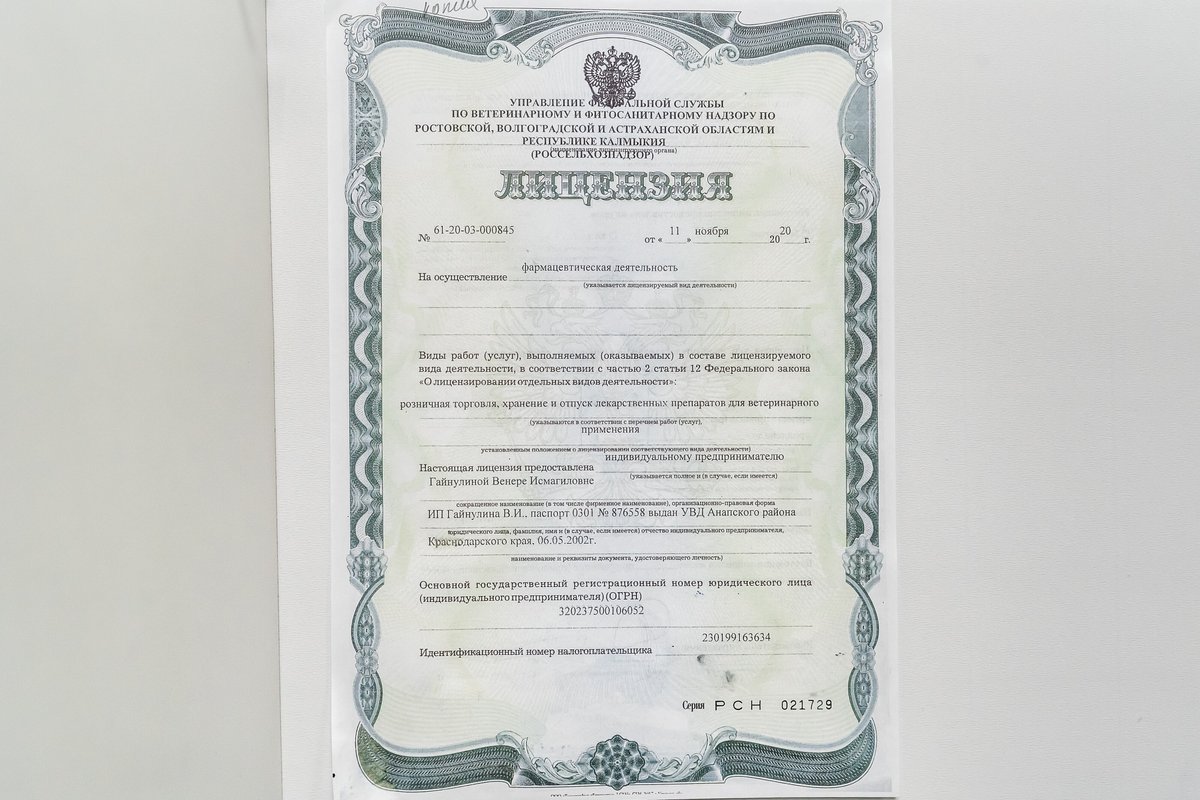 копия
УПРАВЛЕНИЕ ФЕДЕРАЛЬНОЙ СЛУЖБЫ
ПО ВЕТЕРИНАРНОМУ И ФИТОСАНИТАРНОМУ НАДЗОРУ ПО
РОСТОВСКОЙ, ВОЛГОГРАДСКОЙ И АСТРАХАНСКОЙ ОБЛАСТЯМ И
РЕСПУБЛИКЕ КАЛМЫКИЯ
(наименование лицензирующего органа)
(РОССЕЛЬХОЗНАДЗОР)
ЛИЦЕНЗИЯ
№ 61-20-03-000845 от « 11 » ноября 20 20 г.
На осуществление фармацевтическая деятельность
(указывается лицензируемый вид деятельности)
Виды работ (услуг), выполняемых (оказываемых) в составе лицензируемого
вида деятельности, в соответствии с частью 2 статьи 12 Федерального закона
«О лицензировании отдельных видов деятельности»:
розничная торговля, хранение и отпуск лекарственных препаратов для ветеринарного
(указываются в соответствии с перечнем работ (услуг),
применения
установленным положением о лицензировании соответствующего вида деятельности)
индивидуальному предпринимателю
Настоящая лицензия предоставлена
(указывается полное и (в случае, если имеется)
Гайнулиной Венере Исмагиловне
сокращенное наименование (в том числе фирменное наименование), организационно-правовая форма
ИП Гайнулина В.И., паспорт 0301 № 876558 выдан УВД Анапского района
юридического лица, фамилия, имя и (в случае, если имеется) отчество индивидуального предпринимателя,
Краснодарского края, 06.05.2002г.
наименование и реквизиты документа, удостоверяющего личность)
Основной государственный регистрационный номер юридического лица
(индивидуального предпринимателя) (ОГРН)
320237500106052
230199163634
Идентификационный номер налогоплательщика
Серия РСН 021729